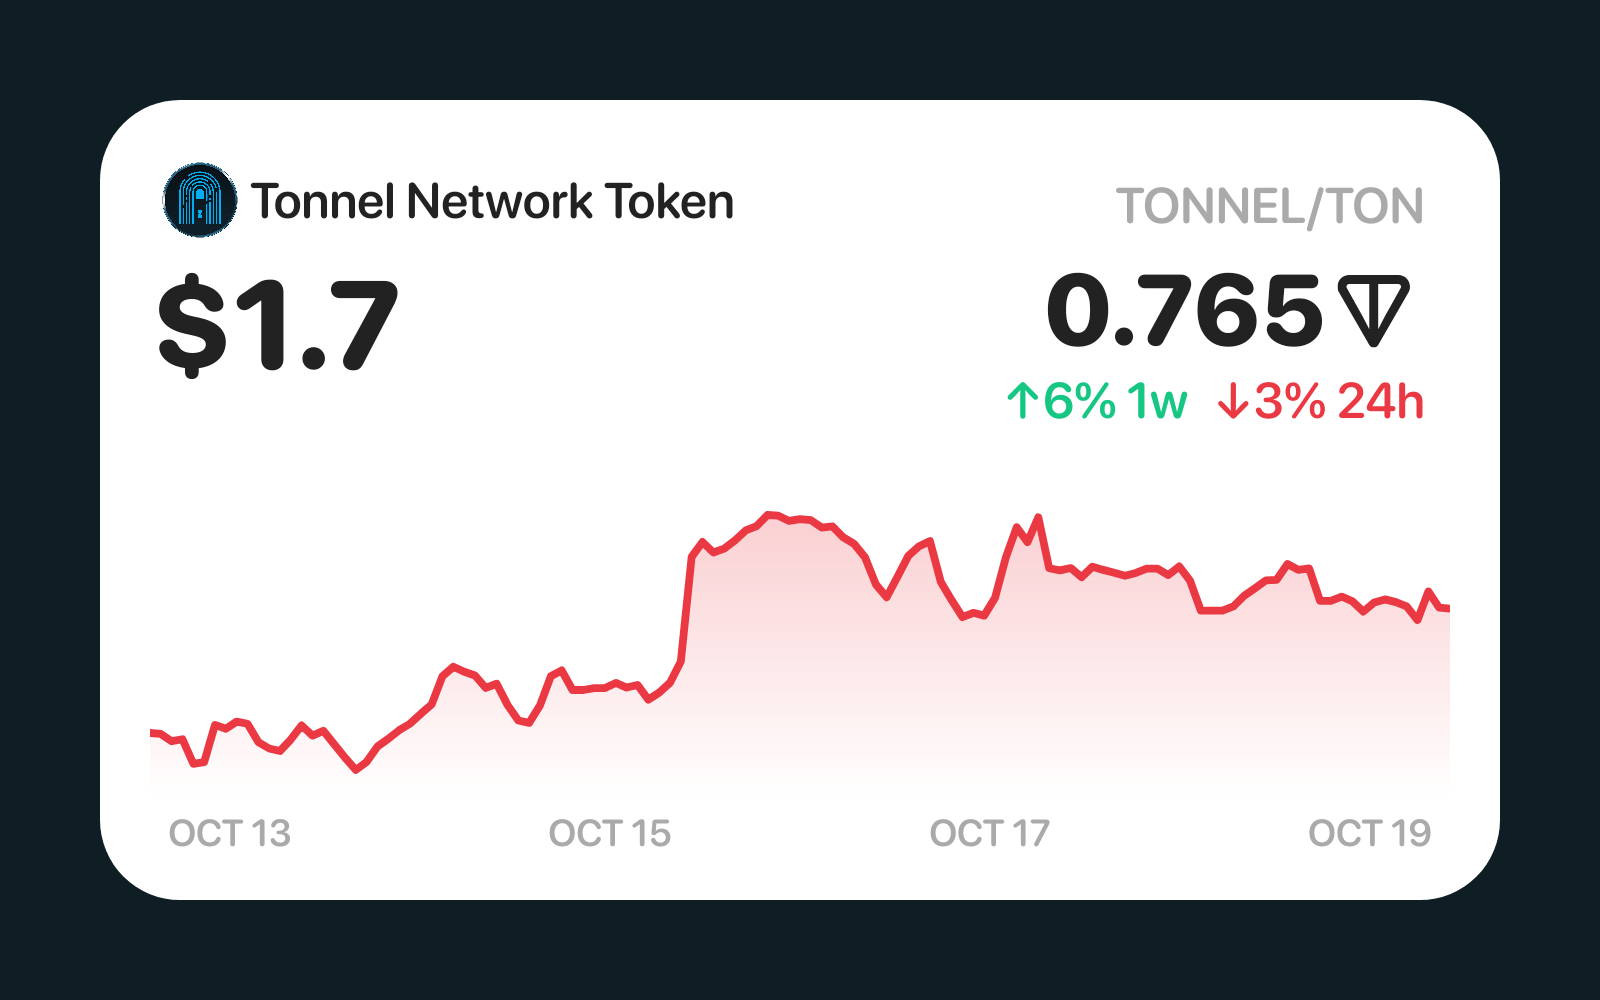 Tonnel Network Token
TONNEL/TON
$1.7
0.765
↑6% 1w ↓3% 24h
OCT 13 OCT 15 OCT 17 OCT 19